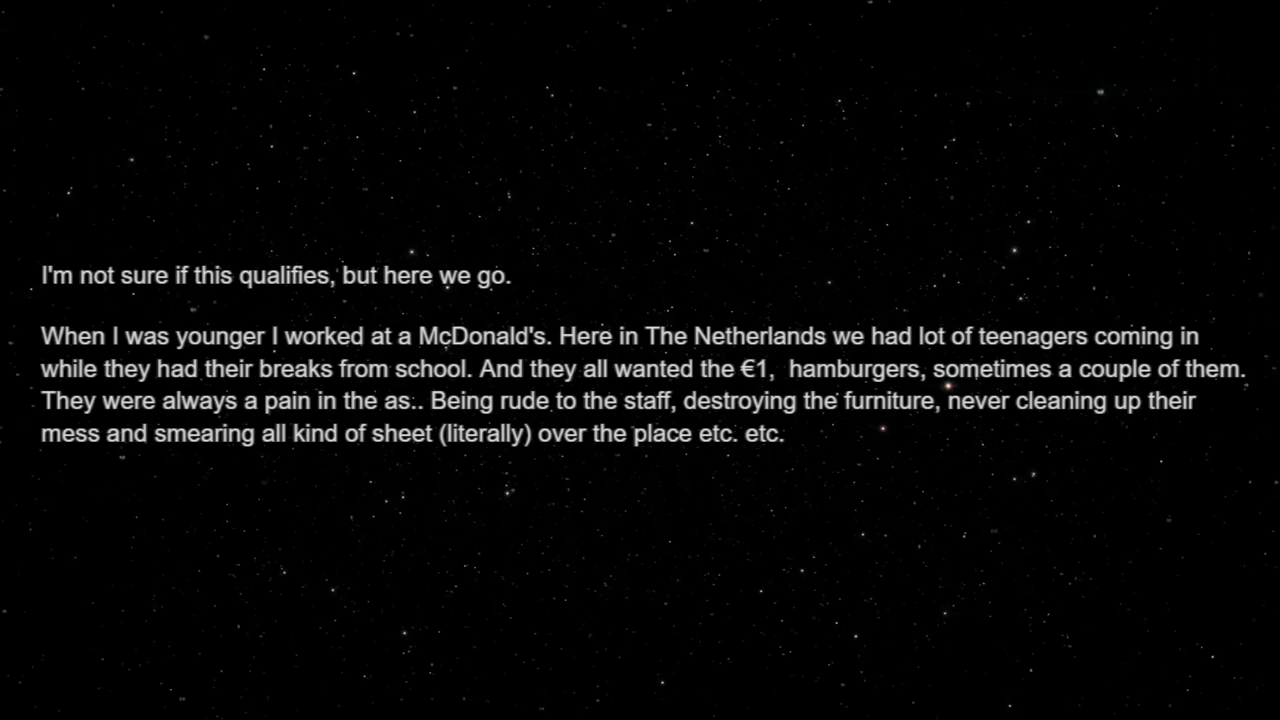 I'm not sure if this qualifies, but here we go.
When I was younger I worked at a McDonald's. Here in The Netherlands we had lot of teenagers coming in
while they had their breaks from school. And they all wanted the €1,  hamburgers, sometimes a couple of them.
They were always a pain in the as.. Being rude to the staff, destroying the furniture, never cleaning up their
mess and smearing all kind of sheet (literally) over the place etc. etc.